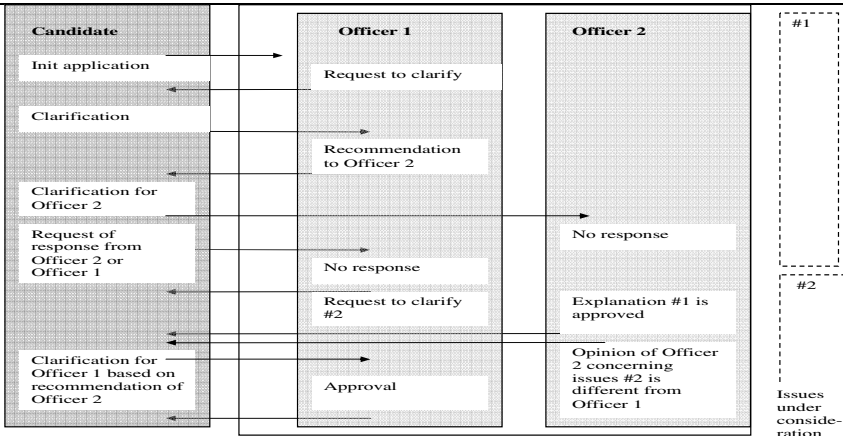 Candidate
Init application
Clarification
Clarification for
Officer 2
Request of
response from
Officer 2 or
Officer 1
Clarification for
Officer 1 based on
recommendation of
Officer 2
Officer 1
Request to clarify
Recommendation
to Officer 2
No response
Request to clarify
#2
Approval
Officer 2
No response
Explanation #1 is
approved
Opinion of Officer
2 concerning
issues #2 is
different from
Officer 1
#1
#2
Issues
under
conside-
ration